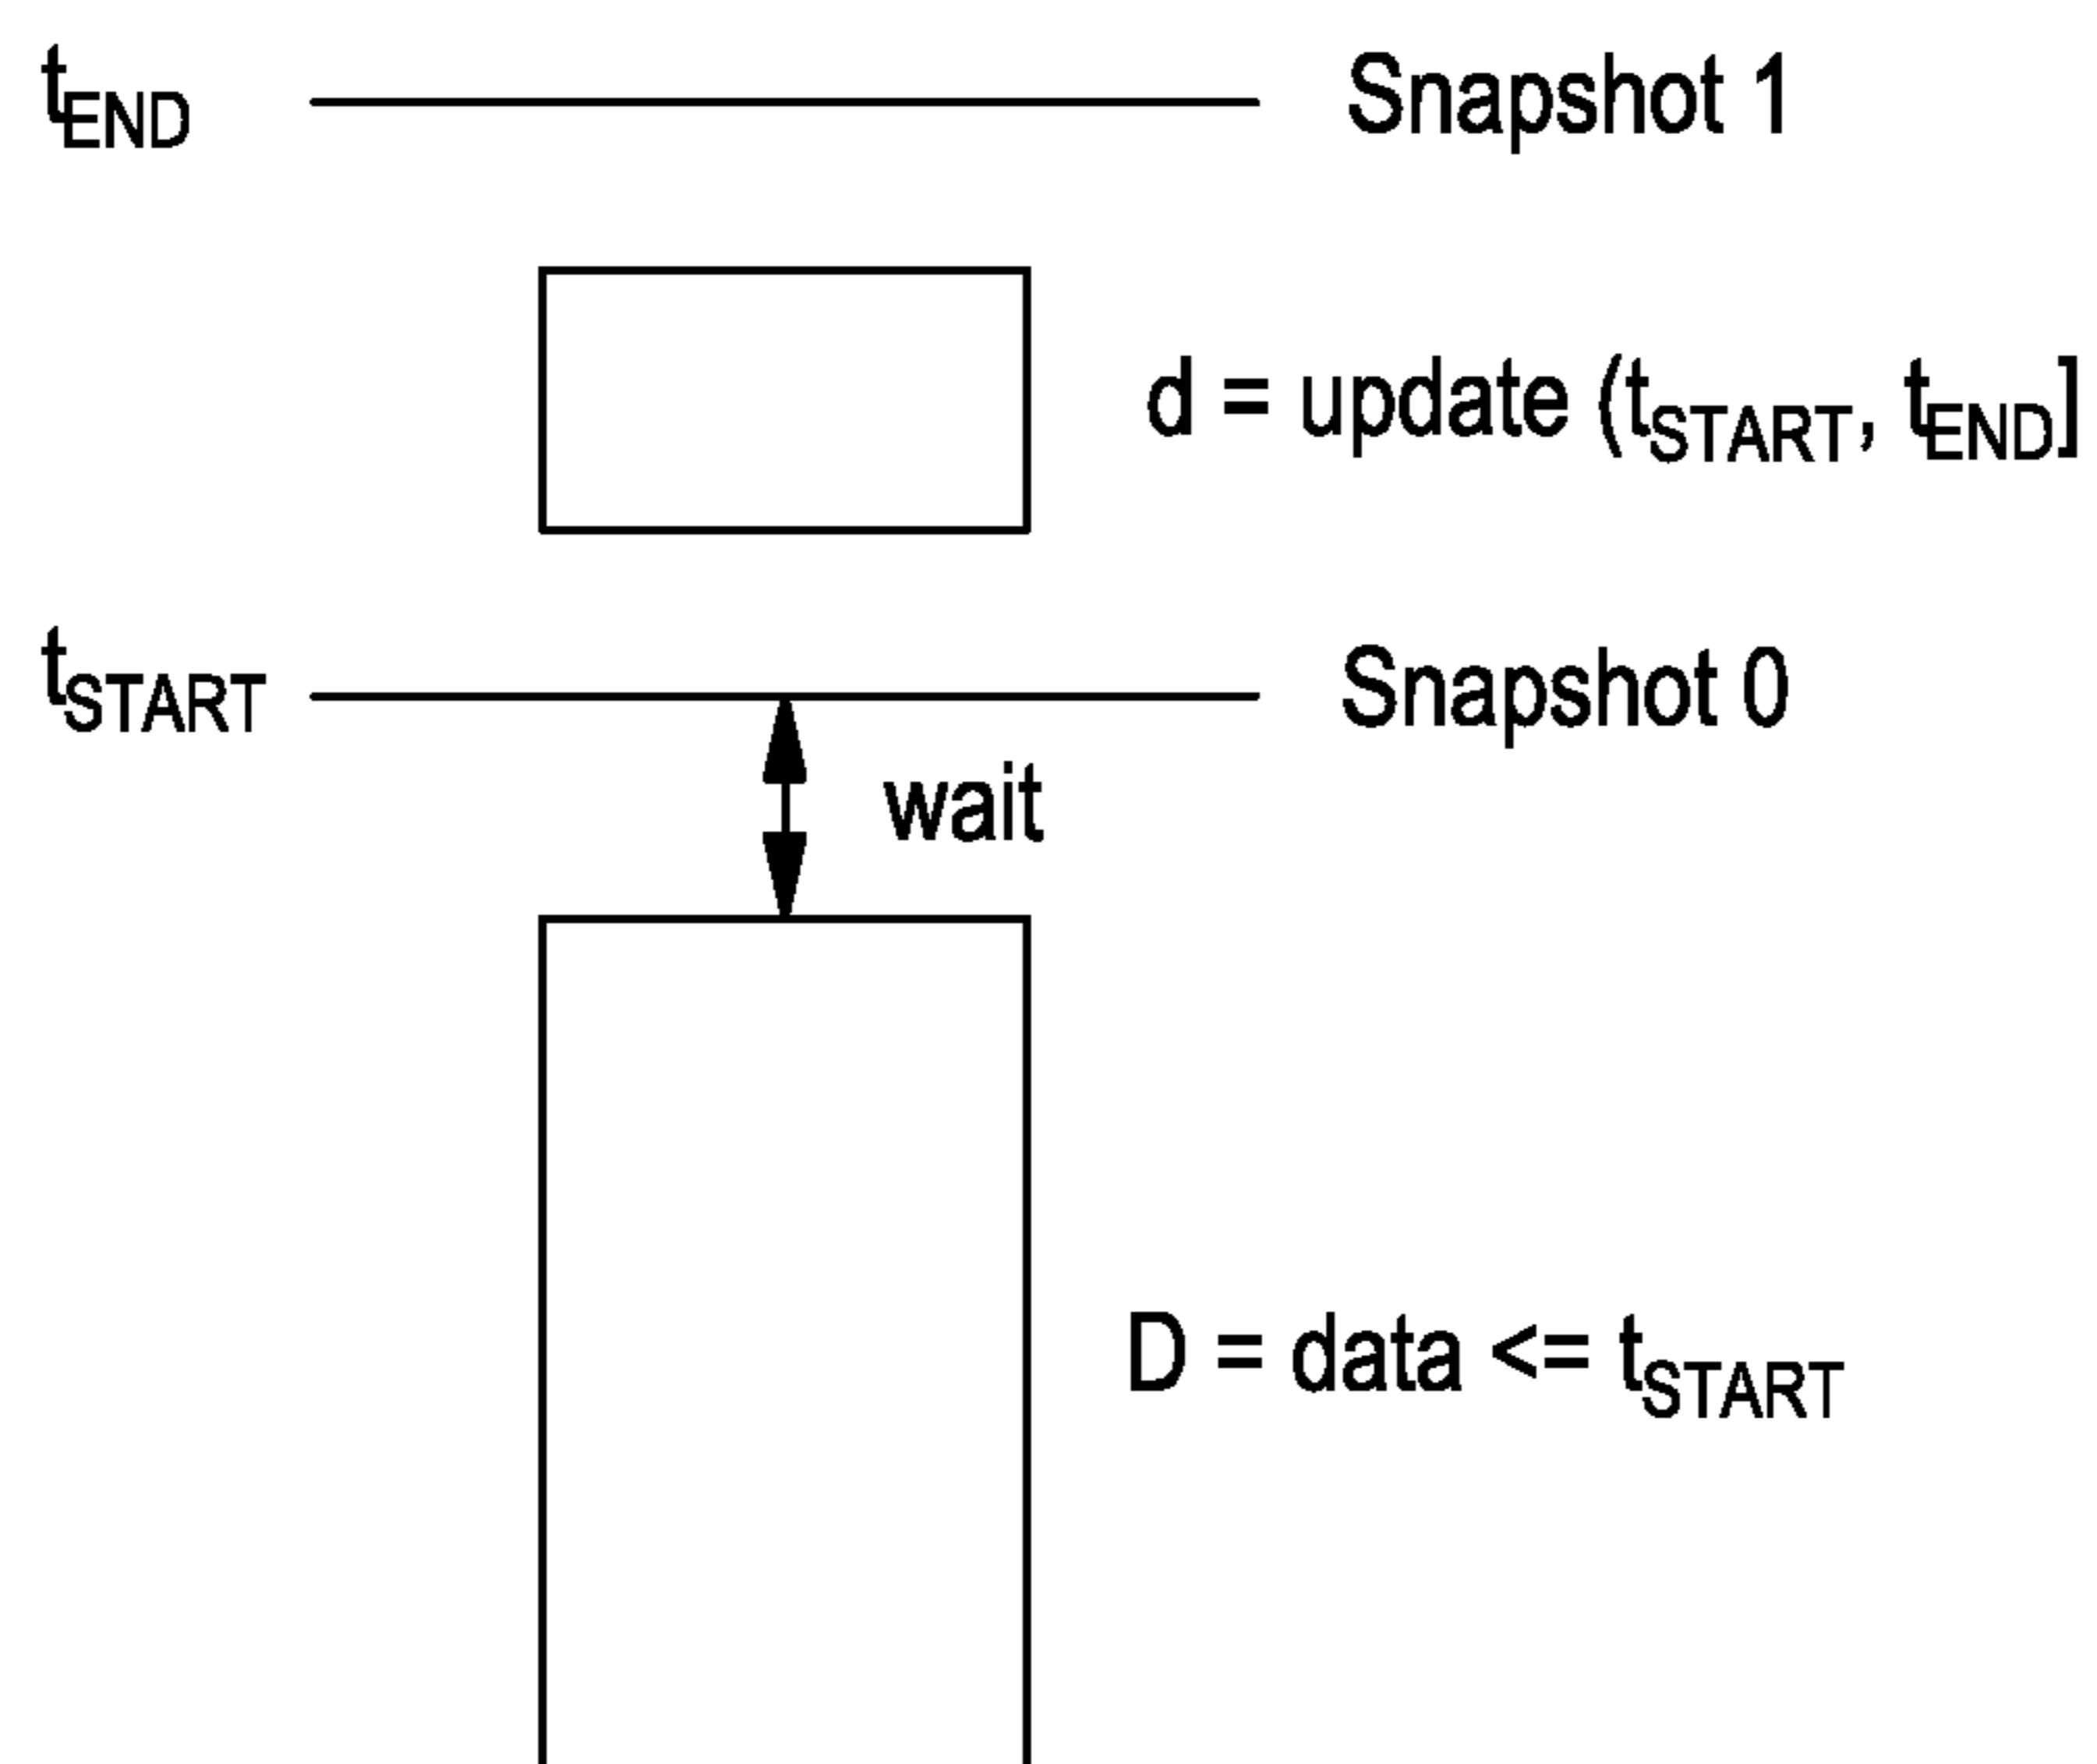 tEND Snapshot 1
d = update (tSTART, tEND]
tSTART Snapshot 0
wait
D = data <= tSTART